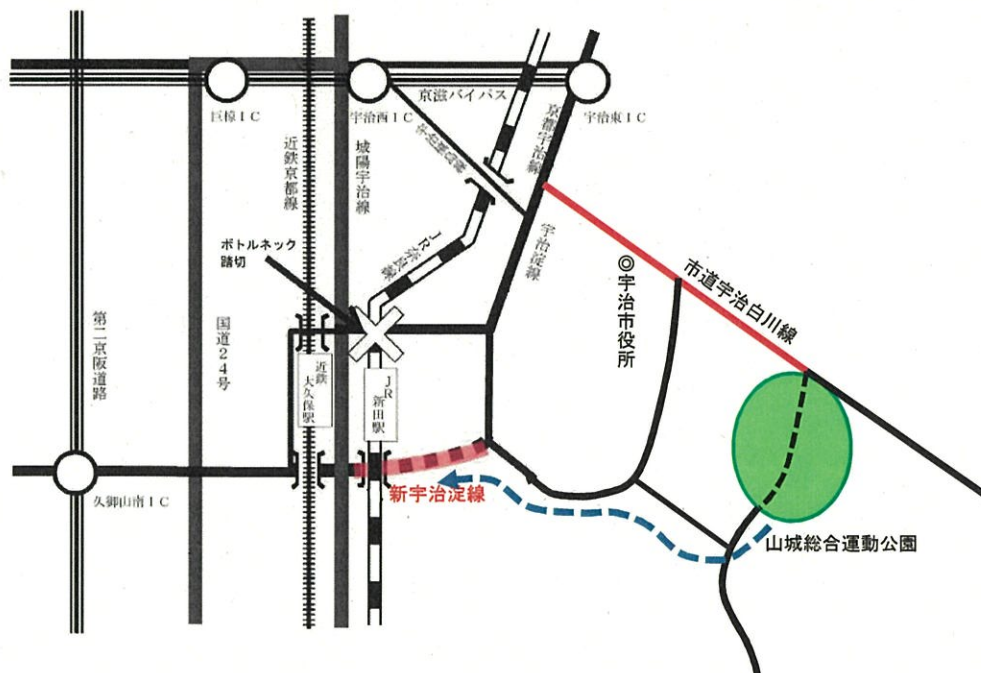 京滋バイパス
巨椋IC
宇治西IC
宇治東IC
京都宇治線
近鉄京都線
城陽宇治線
JR奈良線
宇治淀線
ボトルネック
踏切
◎宇治市役所
市道宇治白川線
第二京阪道路
国道24号
近鉄
大久保駅
JR
新田駅
久御山南IC
新宇治淀線
山城総合運動公園